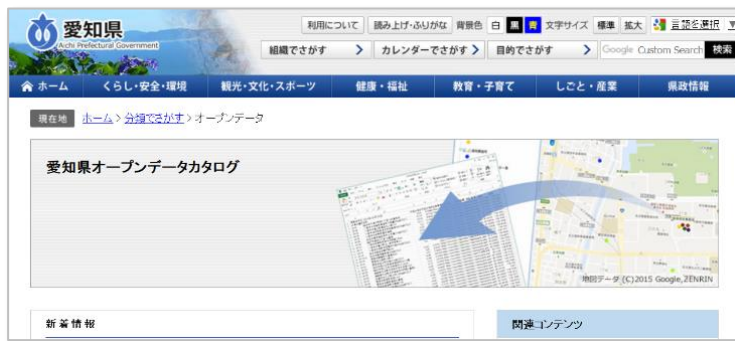 愛知県
Aichi Prefectural Government
利用について 読み上げ・ふりがな 背景色 白 黒 青 文字サイズ 標準 拡大 言語を選択 ▼
組織でさがす カレンダーでさがす 目的でさがす Google Custom Search 検索
ホーム くらし・安全・環境 観光・文化・スポーツ 健康・福祉 教育・子育て しごと・産業 県政情報
現在地 ホーム > 分類でさがす > オープンデータ
愛知県オープンデータカタログ
地図データ (C)2015 Google,ZENRIN
新着情報
関連コンテンツ